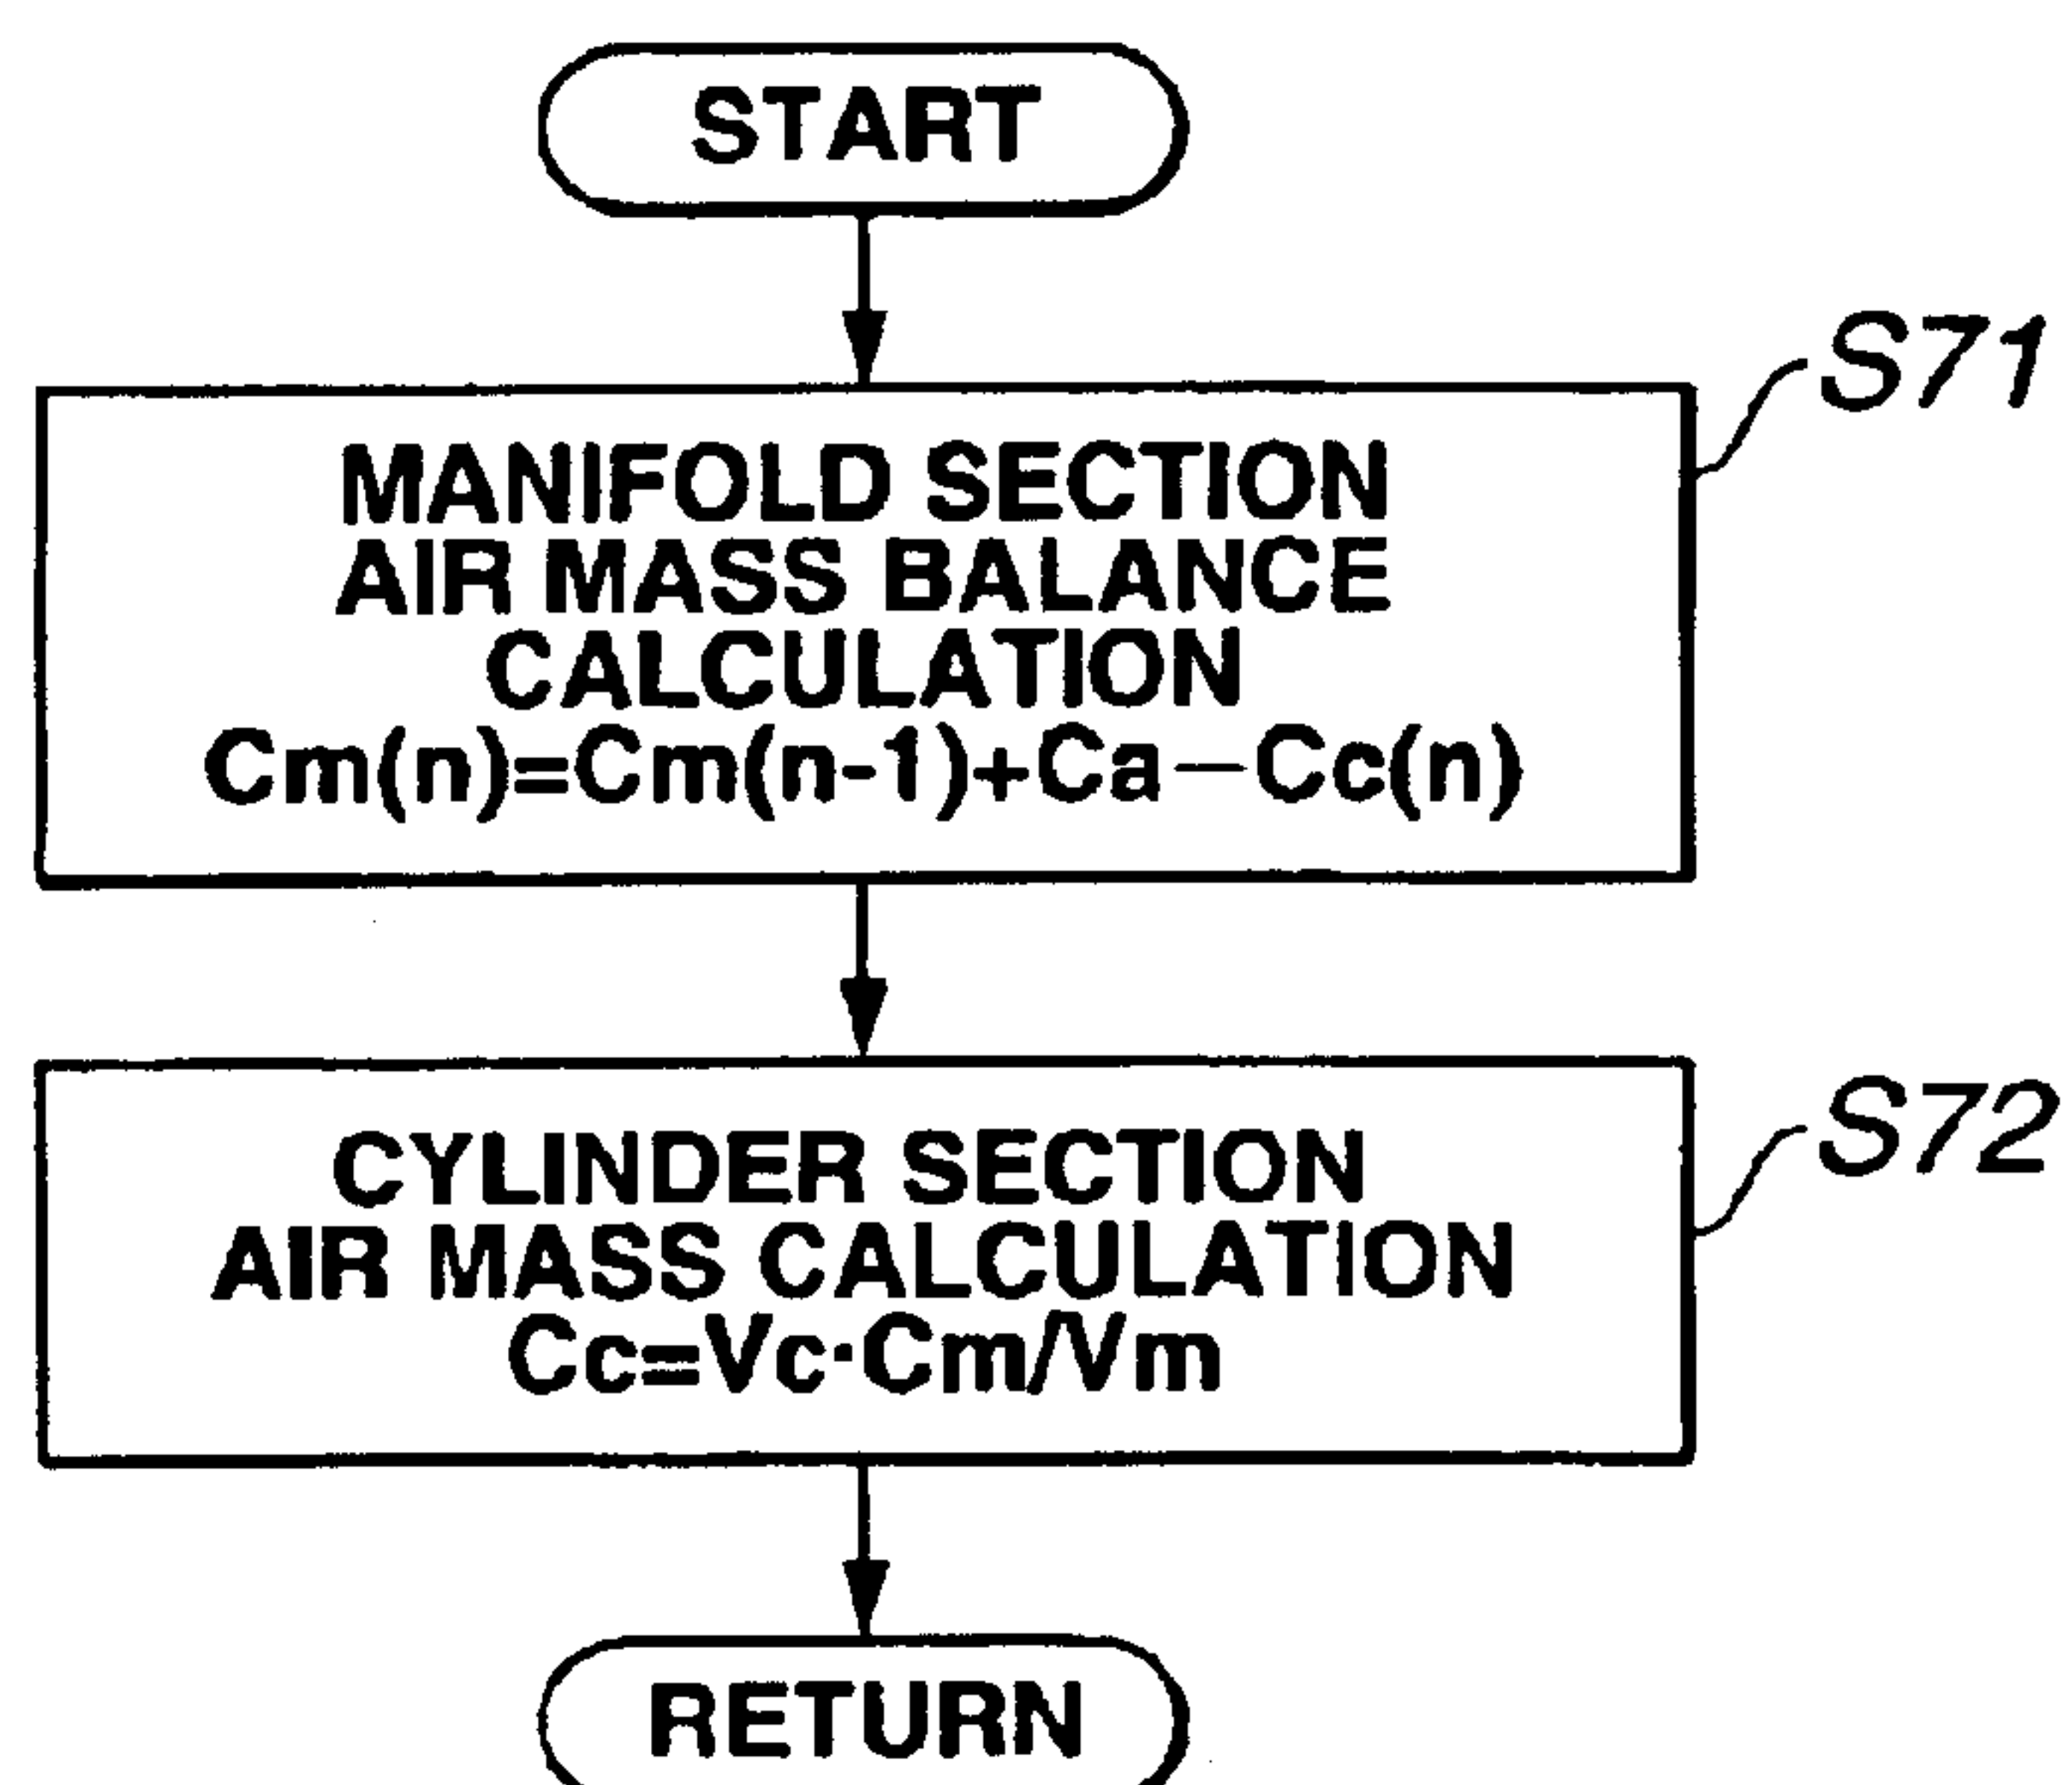 START
S71
MANIFOLD SECTION
AIR MASS BALANCE
CALCULATION
Cm(n)=Cm(n-1)+Ca−Cc(n)
S72
CYLINDER SECTION
AIR MASS CALCULATION
Cc=Vc·Cm/Vm
RETURN